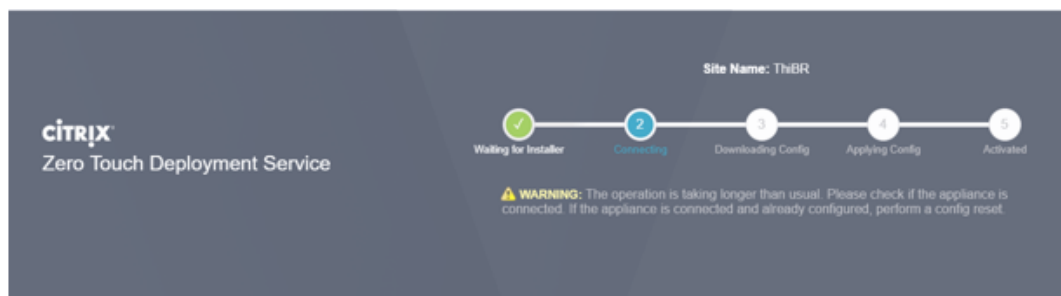 Site Name: ThiBR
CİTRIX
Zero Touch Deployment Service
✓ 2 3 4 5
Waiting for Installer Connecting Downloading Config Applying Config Activated
WARNING: The operation is taking longer than usual. Please check if the appliance is
connected. If the appliance is connected and already configured, perform a config reset.